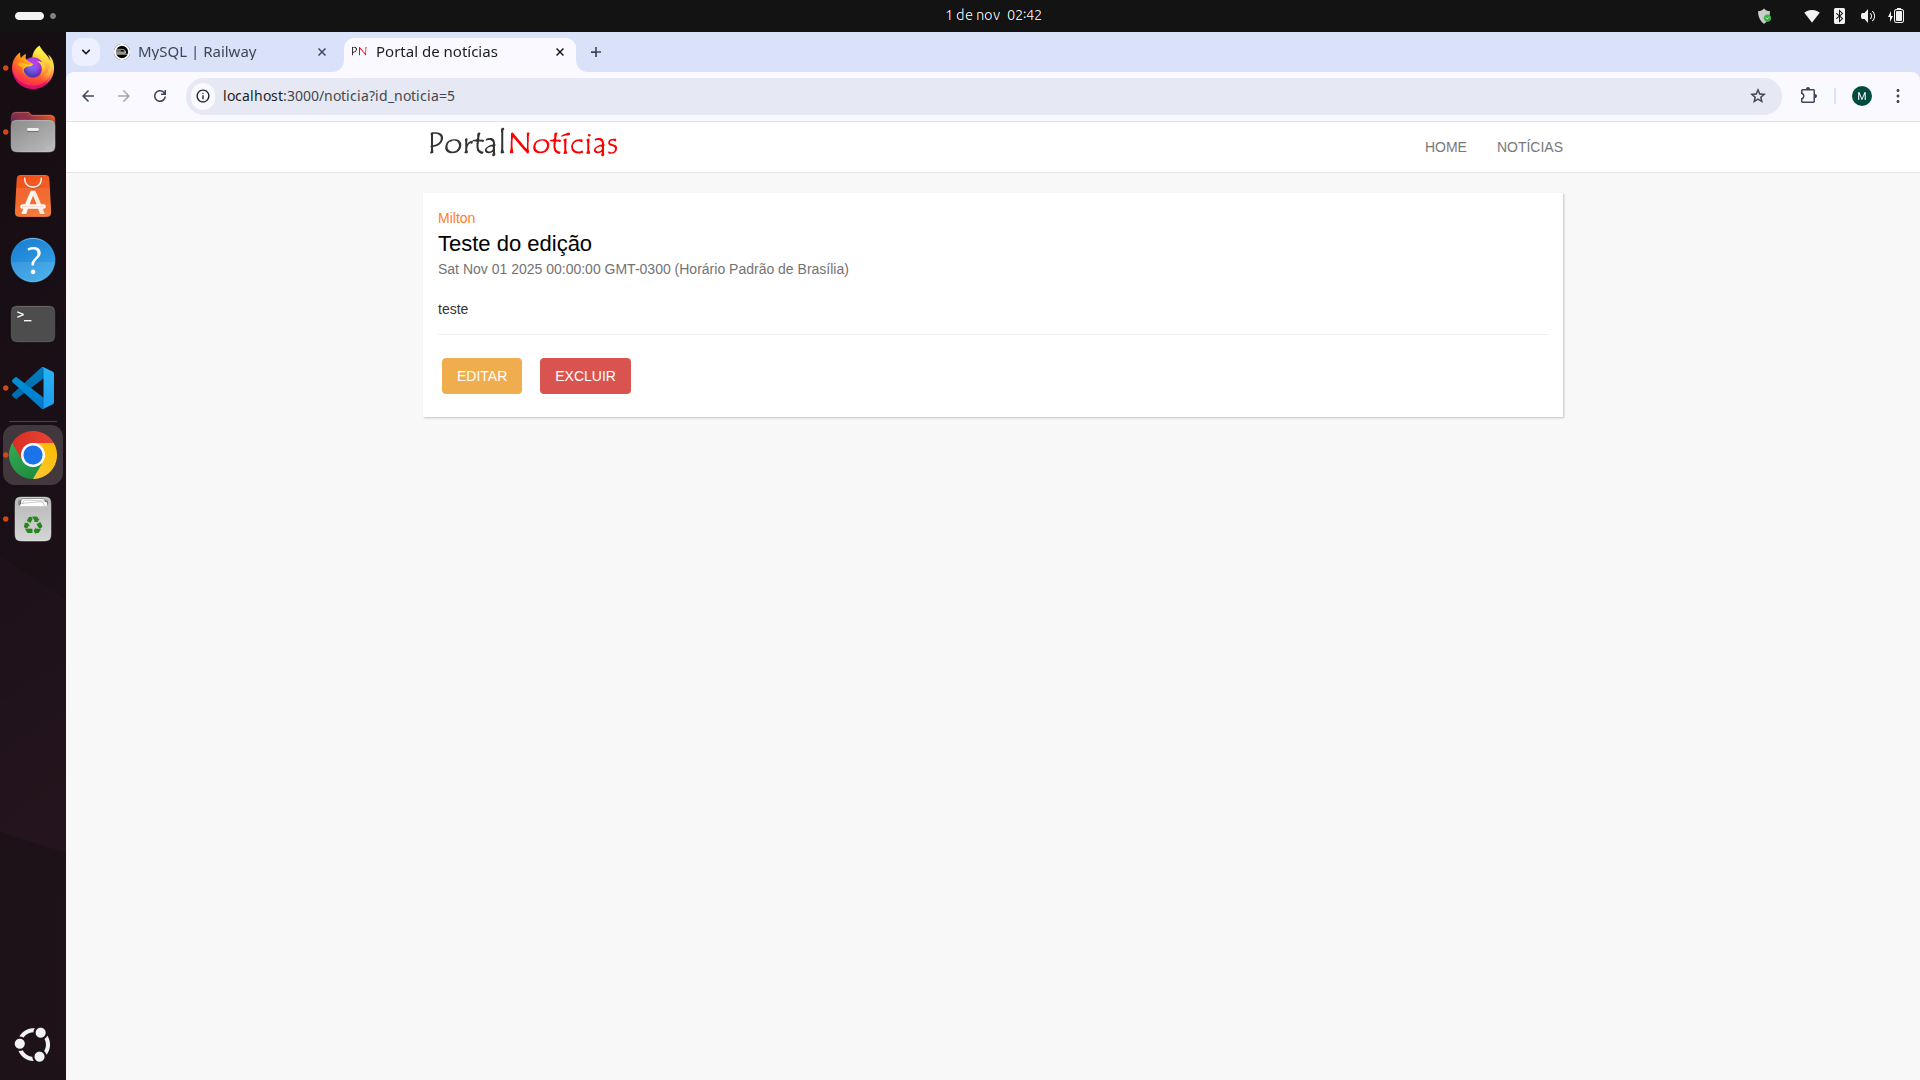 1 de nov 02:42
MySQL | Railway
PN Portal de notícias
localhost:3000/noticia?id_noticia=5
M
PortalNotícias
HOME NOTÍCIAS
Milton
Teste do edição
Sat Nov 01 2025 00:00:00 GMT-0300 (Horário Padrão de Brasília)
teste
EDITAR EXCLUIR